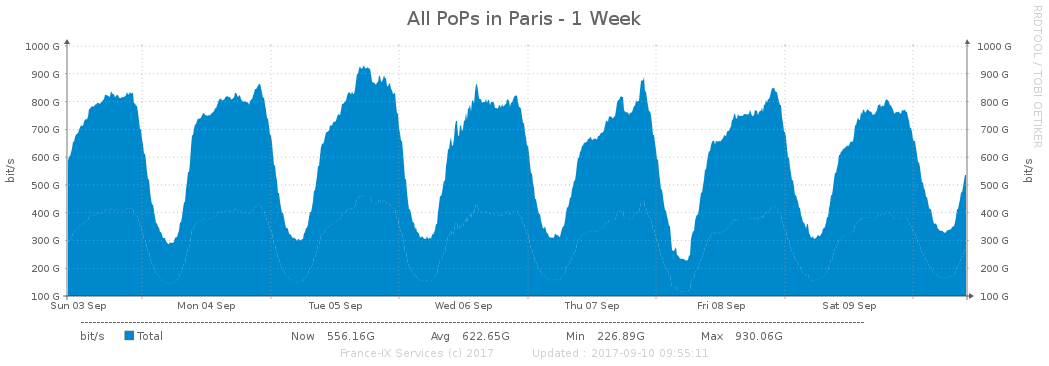 All PoPs in Paris - 1 Week
RRDTOOL / TOBI OETIKER
1000 G 1000 G
900 G 900 G
800 G 800 G
700 G 700 G
600 G 600 G
500 G 500 G
400 G 400 G
300 G 300 G
200 G 200 G
100 G 100 G
bit/s bit/s
Sun 03 Sep Mon 04 Sep Tue 05 Sep Wed 06 Sep Thu 07 Sep Fri 08 Sep Sat 09 Sep
bit/s Total Now 556.16G Avg 622.65G Min 226.89G Max 930.06G
France-IX Services (c) 2017 Updated : 2017-09-10 09:55:11